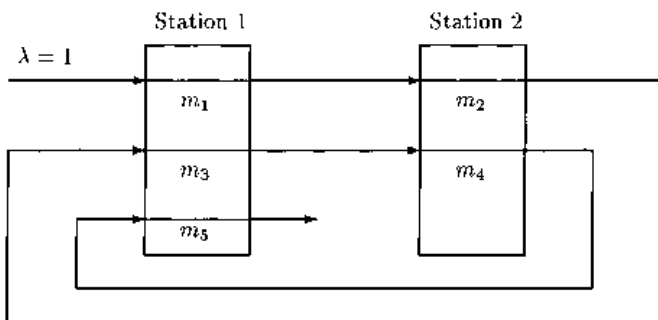 Station 1
Station 2
λ = 1
m₁
m₂
m₃
m₄
m₅